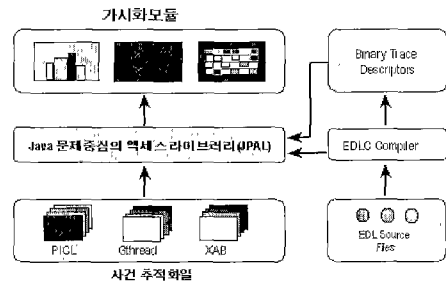 가시화모듈
Binary Trace
Descriptors
Java 문제중심의 액세스 라이브러리(JPAL)
EDLC Compiler
PICL
Gthread
XAB
EDL Source
Files
사건 추적화일